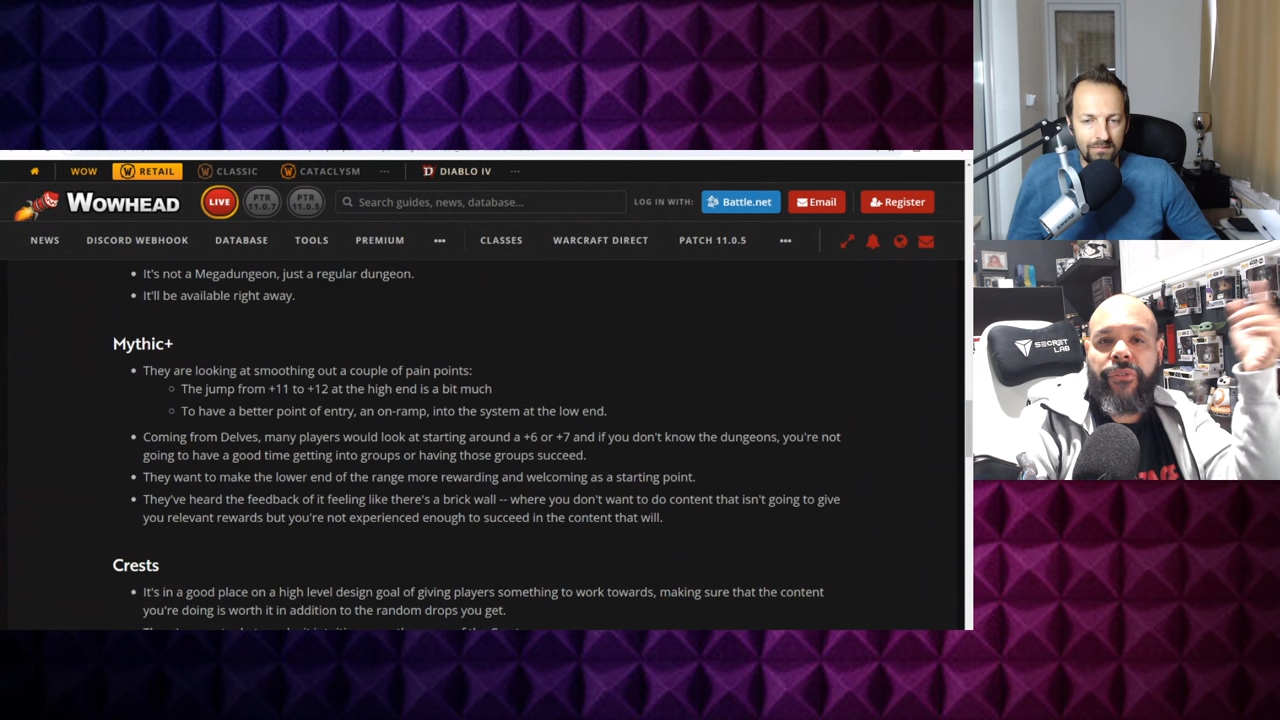 WOW
RETAIL
CLASSIC
CATACLYSM
...
DIABLO IV
...
WOWHEAD
LIVE
PTR
11.0.7
PTR
11.0.5
Search guides, news, database...
LOG IN WITH:
Battle.net
Email
Register
NEWS
DISCORD WEBHOOK
DATABASE
TOOLS
PREMIUM
...
CLASSES
WARCRAFT DIRECT
PATCH 11.0.5
...
• It's not a Megadungeon, just a regular dungeon.
• It'll be available right away.
Mythic+
• They are looking at smoothing out a couple of pain points:
○ The jump from +11 to +12 at the high end is a bit much
○ To have a better point of entry, an on-ramp, into the system at the low end.
• Coming from Delves, many players would look at starting around a +6 or +7 and if you don't know the dungeons, you're not
going to have a good time getting into groups or having those groups succeed.
• They want to make the lower end of the range more rewarding and welcoming as a starting point.
• They've heard the feedback of it feeling like there's a brick wall -- where you don't want to do content that isn't going to give
you relevant rewards but you're not experienced enough to succeed in the content that will.
Crests
• It's in a good place on a high level design goal of giving players something to work towards, making sure that the content
you're doing is worth it in addition to the random drops you get.
SECRET
LAB